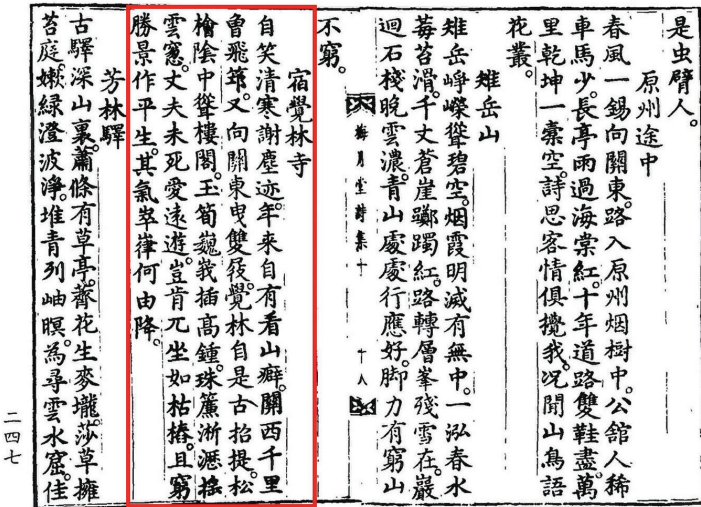 是虫臂人。
原州途中
春風一錫向關東。路入原州烟樹中。公舘人稀
車馬少。長亭雨過海棠紅。十年道路雙鞋盡。萬
里乾坤一橐空。詩思客情俱攪我。况聞山鳥語
花叢。
雉岳山
雉岳崢嶸聳碧空。烟霞明滅有無中。一泓春水
莓苔滑。千丈蒼崖躑躅紅。路轉層峯殘雪在。巖
迴石棧晚雲濃。青山處處行應好。脚力有窮山
梅月堂詩集十 十八
不窮。
宿覺林寺
自笑清寒謝塵迹。年来自有看山癖。關西千里
魯飛筇。又向關東曳雙屐。覺林自是古招提。松
檜陰中聳樓閣。玉筍巍峩插高鍾。珠簾淅瀝搖
雲窓。丈夫未死愛遠遊。豈肯兀坐如枯樁。且窮
勝景作平生。其氣崒嵂何由降。
芳林驛
古驛深山裏。蕭條有草亭。薺花生麥壠。莎草擁
苔庭。嫩緑澄波淨。堆青列岫暝。為尋雲水窟。佳
二四七